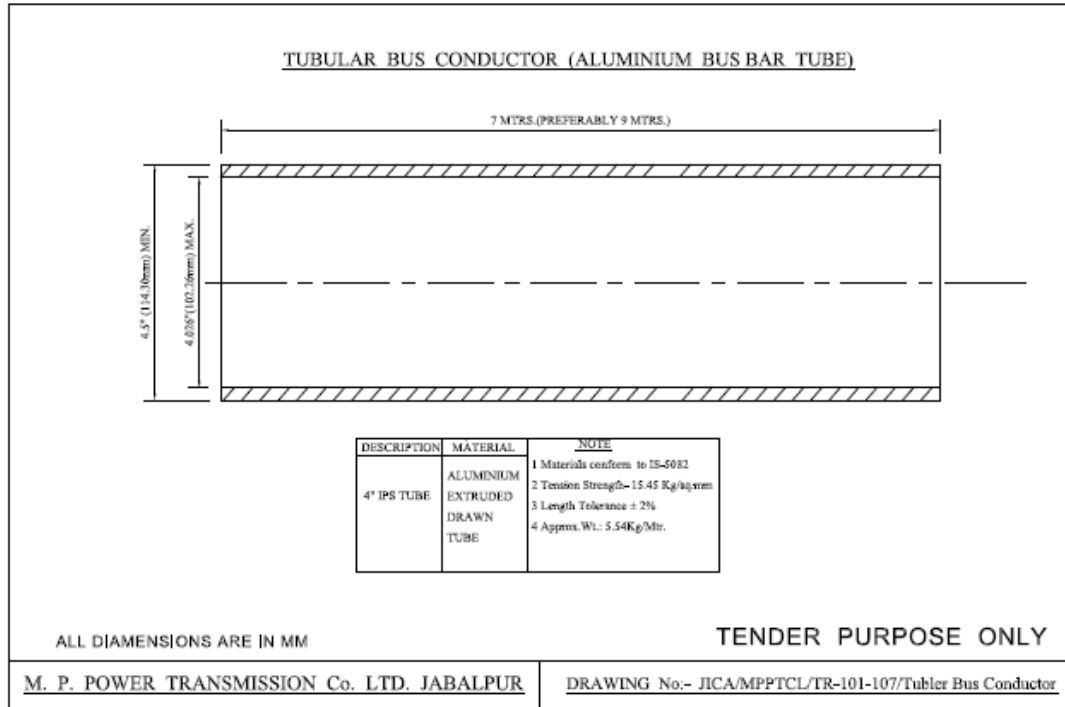 TUBULAR BUS CONDUCTOR (ALUMINIUM BUS BAR TUBE)
7 MTRS.(PREFERABLY 9 MTRS.)
4.5" (114.30mm) MIN.
4.026"(102.26mm) MAX.
DESCRIPTION
MATERIAL
NOTE
4" IPS TUBE
ALUMINIUM
EXTRUDED
DRAWN
TUBE
1 Materials conform to IS-5082
2 Tension Strength-15.45 Kg/sq.mm
3 Length Tolerance ± 2%
4 Approx.Wt.: 5.54Kg/Mtr.
ALL DIAMENSIONS ARE IN MM
TENDER PURPOSE ONLY
M. P. POWER TRANSMISSION Co. LTD. JABALPUR
DRAWING No:- JICA/MPPTCL/TR-101-107/Tubler Bus Conductor